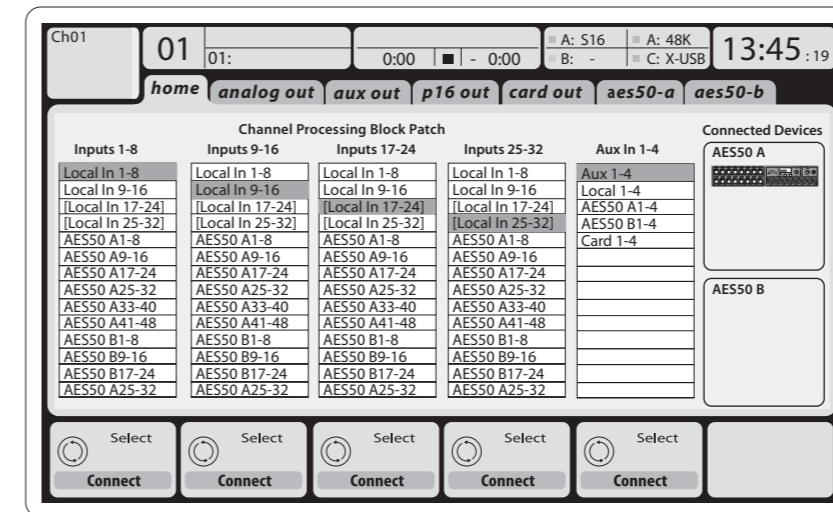 Ch01
01
01:
0:00
- 0:00
A: S16
A: 48K
B: -
C: X-USB
13:45 : 19
home
analog out
aux out
p16 out
card out
aes50-a
aes50-b
Channel Processing Block Patch
Connected Devices
Inputs 1-8
Inputs 9-16
Inputs 17-24
Inputs 25-32
Aux In 1-4
AES50 A
Local In 1-8
Local In 1-8
Local In 1-8
Local In 1-8
Aux 1-4
Local In 9-16
Local In 9-16
Local In 9-16
Local In 9-16
Local 1-4
[Local In 17-24]
[Local In 17-24]
[Local In 17-24]
[Local In 17-24]
AES50 A1-4
[Local In 25-32]
[Local In 25-32]
[Local In 25-32]
[Local In 25-32]
AES50 B1-4
AES50 A1-8
AES50 A1-8
AES50 A1-8
AES50 A1-8
Card 1-4
AES50 A9-16
AES50 A9-16
AES50 A9-16
AES50 A9-16
AES50 A17-24
AES50 A17-24
AES50 A17-24
AES50 A17-24
AES50 A25-32
AES50 A25-32
AES50 A25-32
AES50 A25-32
AES50 B
AES50 A33-40
AES50 A33-40
AES50 A33-40
AES50 A33-40
AES50 A41-48
AES50 A41-48
AES50 A41-48
AES50 A41-48
AES50 B1-8
AES50 B1-8
AES50 B1-8
AES50 B1-8
AES50 B9-16
AES50 B9-16
AES50 B9-16
AES50 B9-16
AES50 B17-24
AES50 B17-24
AES50 B17-24
AES50 B17-24
AES50 A25-32
AES50 A25-32
AES50 A25-32
AES50 A25-32
Select
Select
Select
Select
Select
Connect
Connect
Connect
Connect
Connect